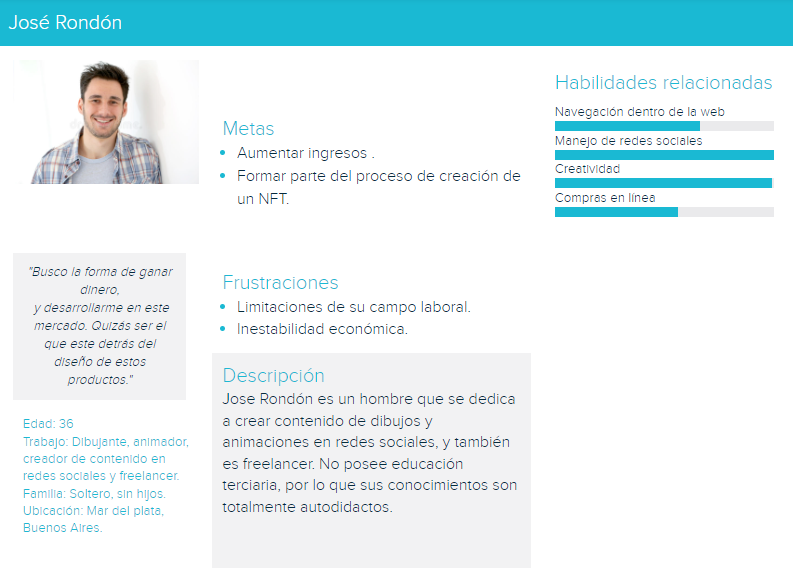 José Rondón
Metas
Aumentar ingresos .
Formar parte del proceso de creación de
un NFT.
Habilidades relacionadas
Navegación dentro de la web
Manejo de redes sociales
Creatividad
Compras en línea
"Busco la forma de ganar
dinero,
y desarrollarme en este
mercado. Quizás ser el
que este detrás del
diseño de estos
productos."
Frustraciones
Limitaciones de su campo laboral.
Inestabilidad económica.
Edad: 36
Trabajo: Dibujante, animador,
creador de contenido en
redes sociales y freelancer.
Familia: Soltero, sin hijos.
Ubicación: Mar del plata,
Buenos Aires.
Descripción
Jose Rondón es un hombre que se dedica
a crear contenido de dibujos y
animaciones en redes sociales, y también
es freelancer. No posee educación
terciaria, por lo que sus conocimientos son
totalmente autodidactos.